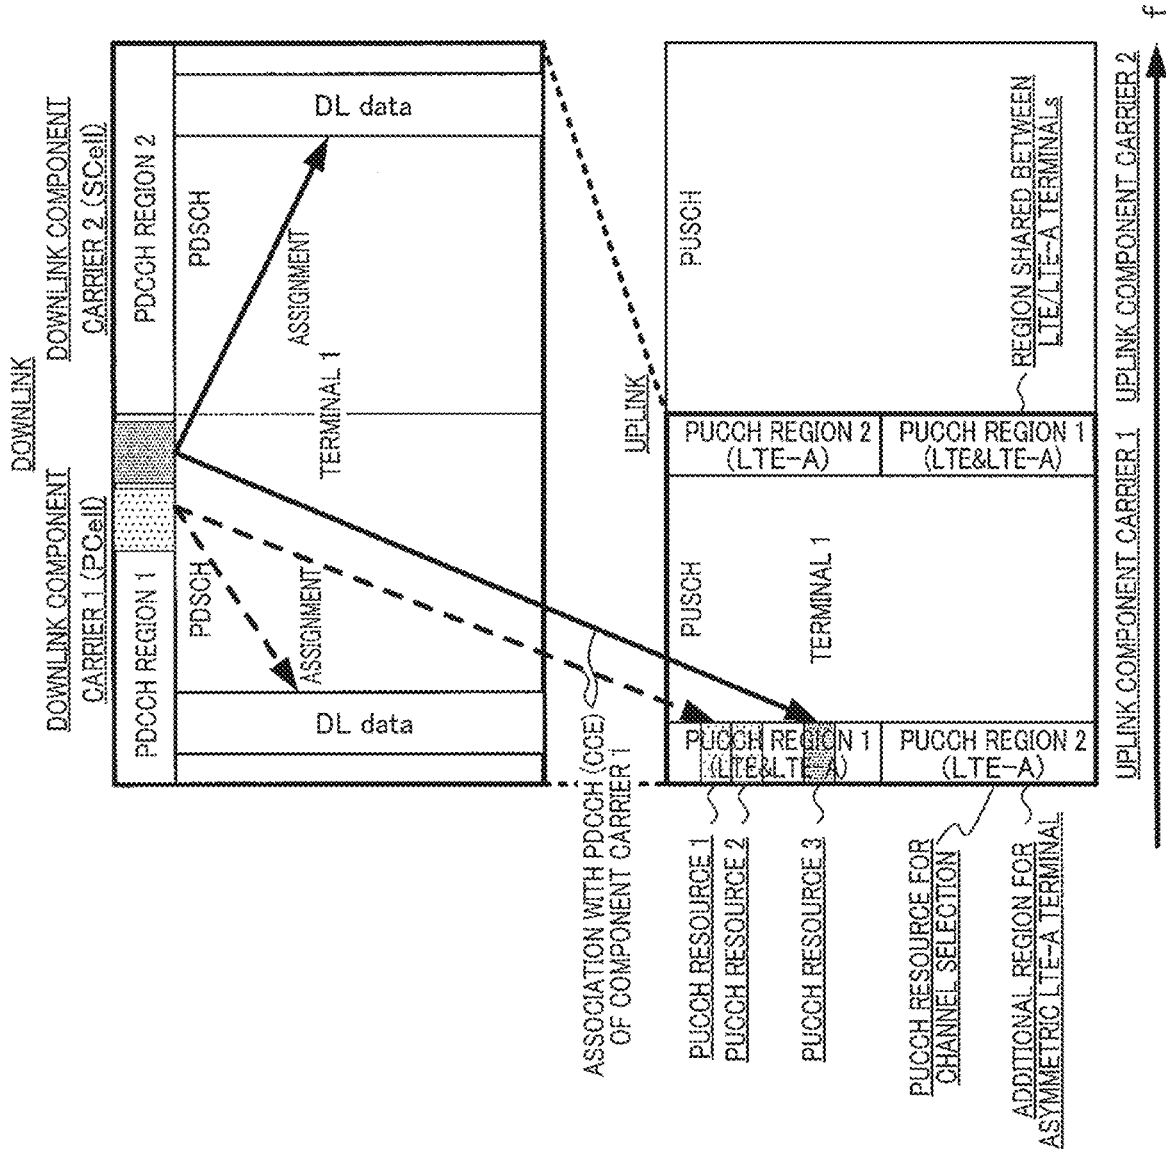 DOWNLINK
DOWNLINK COMPONENT
CARRIER 1 (PCell)
DOWNLINK COMPONENT
CARRIER 2 (SCell)
PDCCH REGION 1
PDCCH REGION 2
PDSCH
PDSCH
ASSIGNMENT
ASSIGNMENT
TERMINAL 1
DL data
DL data
ASSOCIATION WITH PDCCH (CCE)
OF COMPONENT CARRIER 1
UPLINK
PUCCH RESOURCE 1
PUCCH RESOURCE 2
PUCCH RESOURCE 3
PUCCH REGION 1
(LTE&LTE-A)
PUSCH
TERMINAL 1
PUCCH REGION 2
(LTE-A)
PUSCH
PUCCH RESOURCE FOR
CHANNEL SELECTION
PUCCH REGION 2
(LTE-A)
PUCCH REGION 1
(LTE&LTE-A)
ADDITIONAL REGION FOR
ASYMMETRIC LTE-A TERMINAL
REGION SHARED BETWEEN
LTE/LTE-A TERMINALs
UPLINK COMPONENT CARRIER 1
UPLINK COMPONENT CARRIER 2
f